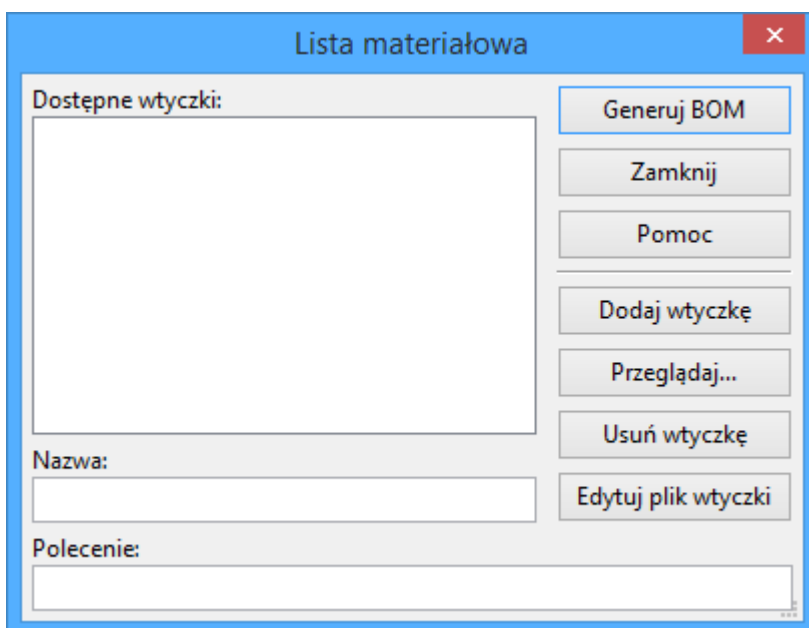 Lista materiałowa
Dostępne wtyczki:
Generuj BOM
Zamknij
Pomoc
Dodaj wtyczkę
Przeglądaj...
Usuń wtyczkę
Nazwa:
Edytuj plik wtyczki
Polecenie: